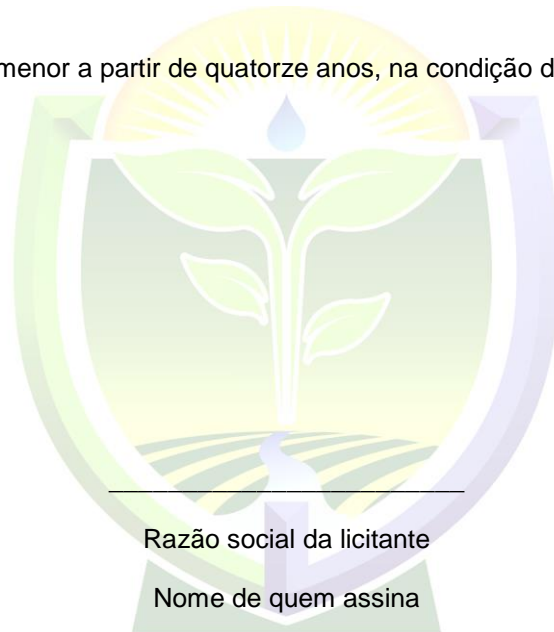 menor a partir de quatorze anos, na condição d
Razão social da licitante
Nome de quem assina